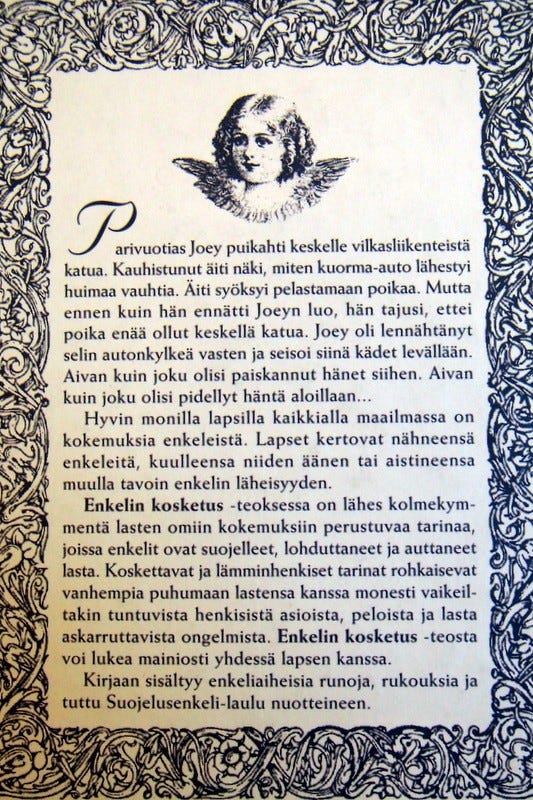 Parivuotias Joey puikahti keskelle vilkasliikenteistä
katua. Kauhistunut äiti näki, miten kuorma-auto lähestyi
huimaa vauhtia. Äiti syöksyi pelastamaan poikaa. Mutta
ennen kuin hän ennätti Joeyn luo, hän tajusi, ettei
poika enää ollut keskellä katua. Joey oli lennähtänyt
selin autonkylkeä vasten ja seisoi siinä kädet levällään.
Aivan kuin joku olisi paiskannut hänet siihen. Aivan
kuin joku olisi pidellyt häntä aloillaan...
Hyvin monilla lapsilla kaikkialla maailmassa on
kokemuksia enkeleistä. Lapset kertovat nähneensä
enkeleitä, kuulleensa niiden äänen tai aistineensa
muulla tavoin enkelin läheisyyden.
Enkelin kosketus -teoksessa on lähes kolmekym-
mentä lasten omiin kokemuksiin perustuvaa tarinaa,
joissa enkelit ovat suojelleet, lohduttaneet ja auttaneet
lasta. Koskettavat ja lämminhenkiset tarinat rohkaisevat
vanhempia puhumaan lastensa kanssa monesti vaikeil-
takin tuntuvista henkisistä asioista, peloista ja lasta
askarruttavista ongelmista. Enkelin kosketus -teosta
voi lukea mainiosti yhdessä lapsen kanssa.
Kirjaan sisältyy enkeliaiheisia runoja, rukouksia ja
tuttu Suojelusenkeli-laulu nuotteineen.